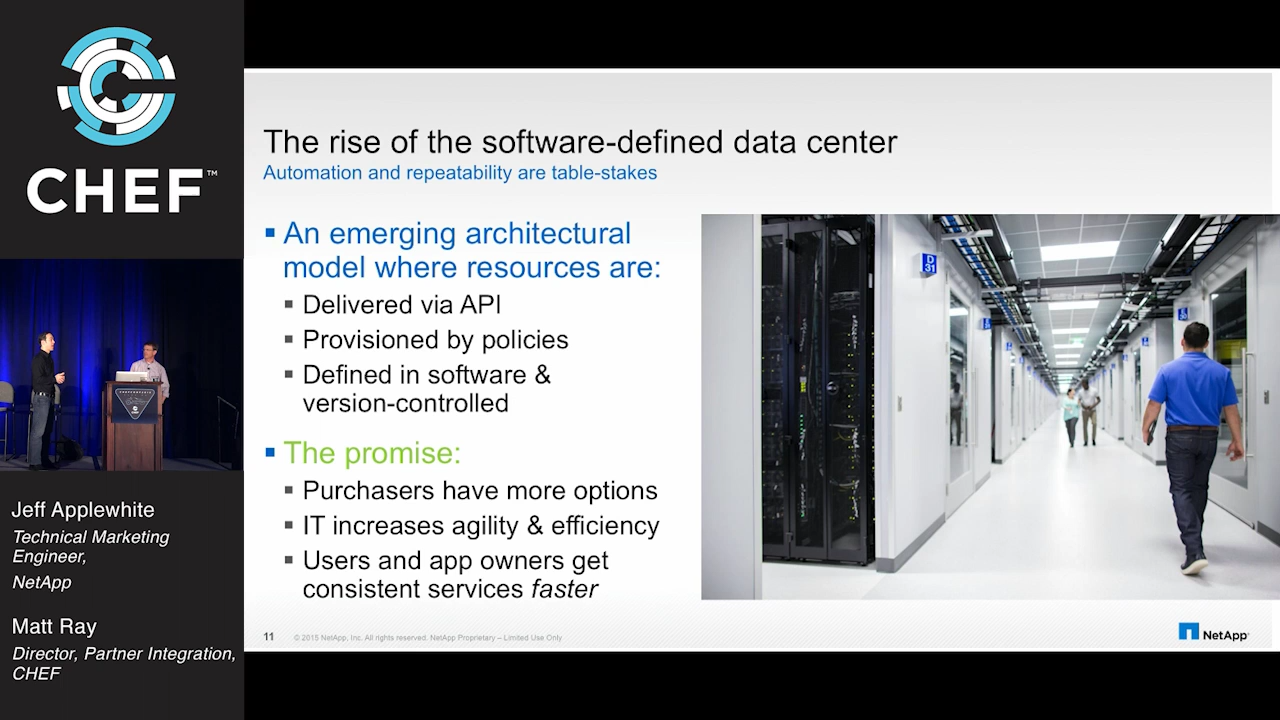 CHEF™
Jeff Applewhite
Technical Marketing
Engineer,
NetApp
Matt Ray
Director, Partner Integration,
CHEF
The rise of the software-defined data center
Automation and repeatability are table-stakes
An emerging architectural
model where resources are:
Delivered via API
Provisioned by policies
Defined in software &
version-controlled
The promise:
Purchasers have more options
IT increases agility & efficiency
Users and app owners get
consistent services faster
D
31
11 © 2015 NetApp, Inc. All rights reserved. NetApp Proprietary – Limited Use Only
NetApp